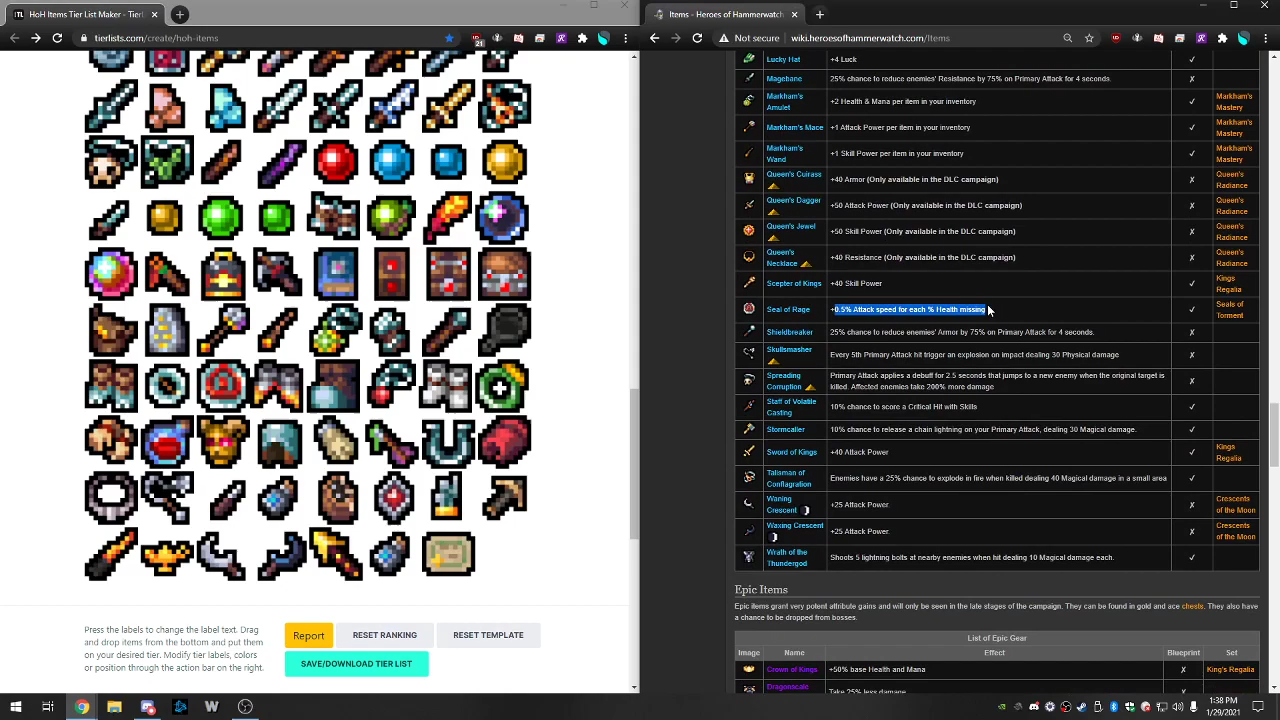 HoH Items Tier List
Items - Heroes of Hammerwatch
tierlists.com/create/hoh-items
21
Not secure
wiki.heroesofhammerwatch.com/Items
Lucky Hat +4 Luck ✓
Magebane 25% chance to reduce enemies' Resistance by 75% on Primary Attack for 4 seconds.
Markham's Amulet +2 Health & Mana per item in your inventory Markham's Mastery
Markham's Mace +1 Attack Power per item in your inventory Markham's Mastery
Markham's Wand +1 Skill Power per item in your inventory Markham's Mastery
Queen's Cuirass +40 Armor (Only available in the DLC campaign) Queen's Radiance
Queen's Dagger +50 Attack Power (Only available in the DLC campaign) Queen's Radiance
Queen's Jewel +50 Skill Power (Only available in the DLC campaign) Queen's Radiance
Queen's Necklace +40 Resistance (Only available in the DLC campaign) Queen's Radiance
Scepter of Kings +40 Skill Power Kings Regalia
Seal of Rage +0.5% Attack speed for each % Health missing Seals of Torment
Shieldbreaker 25% chance to reduce enemies' Armor by 75% on Primary Attack for 4 seconds.
Skullsmasher Every 5th Primary Attack hit trigger an explosion on impact dealing 30 Physical damage.
Spreading Corruption Primary Attack applies a debuff for 2.5 seconds that jumps to a new enemy when the original target is killed. Affected enemies take 200% more damage
Staff of Volatile Casting 10% chance to score a Critical Hit with Skills
Stormcaller 10% chance to release a chain lightning on your Primary Attack, dealing 30 Magical damage.
Sword of Kings +40 Attack Power Kings Regalia
Talisman of Conflagration Enemies have a 25% chance to explode in fire when killed dealing 40 Magical damage in a small area
Waning Crescent +25 Attack Power. Crescents of the Moon
Waxing Crescent +25 Attack Power. Crescents of the Moon
Wrath of the Thundergod Shoots 5 lightning bolts at nearby enemies when hit dealing 10 Magical damage each.
Epic Items
Epic items grant very potent attribute gains and will only be seen in the late stages of the campaign. They can be found in gold and ace chests. They also have
a chance to be dropped from bosses.
List of Epic Gear
Image Name Effect Blueprint Set
Crown of Kings +50% base Health and Mana ✗ King's Regalia
Dragonscale
Take 25% less damage
Press the labels to change the label text. Drag
and drop items from the bottom and put them
on your desired tier. Modify tier labels, colors
or position through the action bar on the right.
Report
RESET RANKING
RESET TEMPLATE
SAVE/DOWNLOAD TIER LIST
1:38 PM
1/29/2021